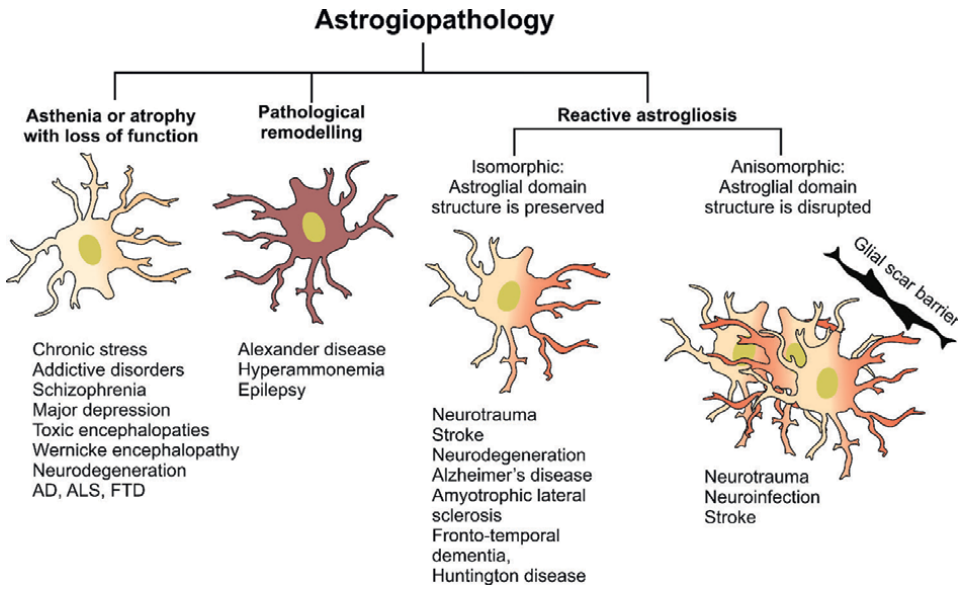 Astrogiopathology
Asthenia or atrophy
with loss of function
Pathological
remodelling
Reactive astrogliosis
Isomorphic:
Astroglial domain
structure is preserved
Anisomorphic:
Astroglial domain
structure is disrupted
Glial scar barrier
Chronic stress
Addictive disorders
Schizophrenia
Major depression
Toxic encephalopaties
Wernicke encephalopathy
Neurodegeneration
AD, ALS, FTD
Alexander disease
Hyperammonemia
Epilepsy
Neurotrauma
Stroke
Neurodegeneration
Alzheimer's disease
Amyotrophic lateral
sclerosis
Fronto-temporal
dementia,
Huntington disease
Neurotrauma
Neuroinfection
Stroke